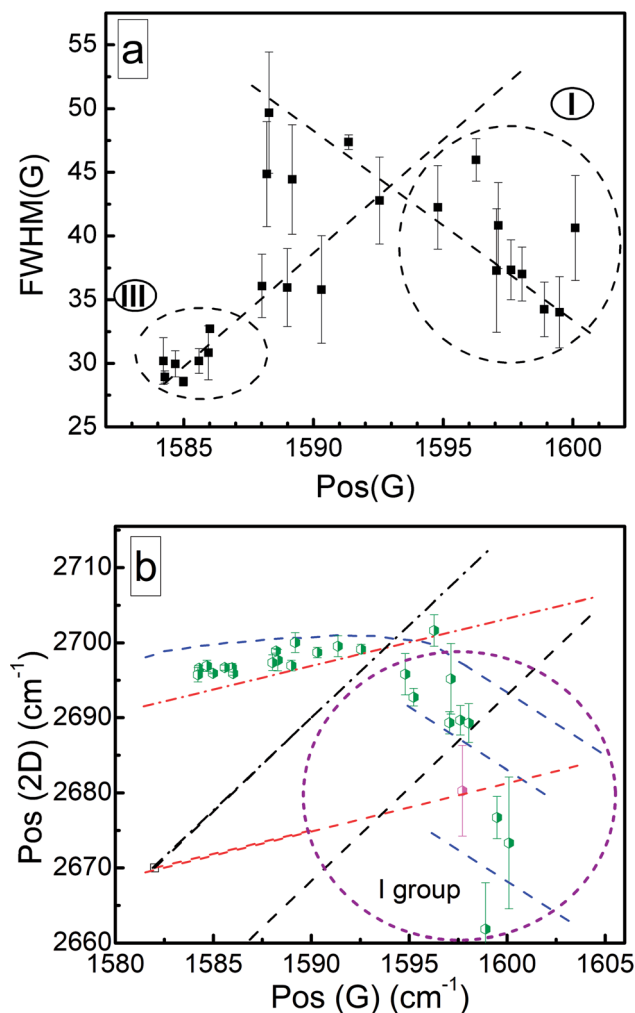 a
I
III
55
50
45
40
35
30
25
FWHM(G)
1585 1590 1595 1600
Pos(G)
b
2710
2700
2690
2680
2670
2660
Pos (2D) (cm⁻¹)
I group
1580 1585 1590 1595 1600 1605
Pos (G) (cm⁻¹)